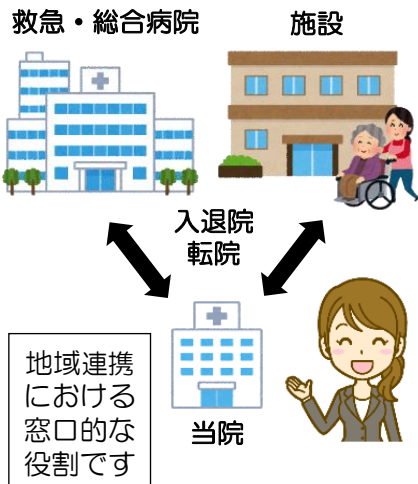 救急・総合病院
施設
入退院
転院
当院
地域連携
における
窓口的な
役割です